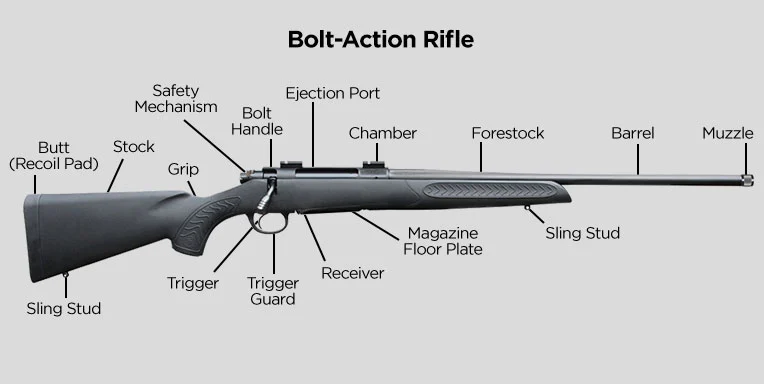 Bolt-Action Rifle
Safety
Mechanism
Bolt
Handle
Ejection Port
Chamber
Forestock
Barrel
Muzzle
Butt
(Recoil Pad)
Stock
Grip
Trigger
Trigger
Guard
Receiver
Magazine
Floor Plate
Sling Stud
Sling Stud